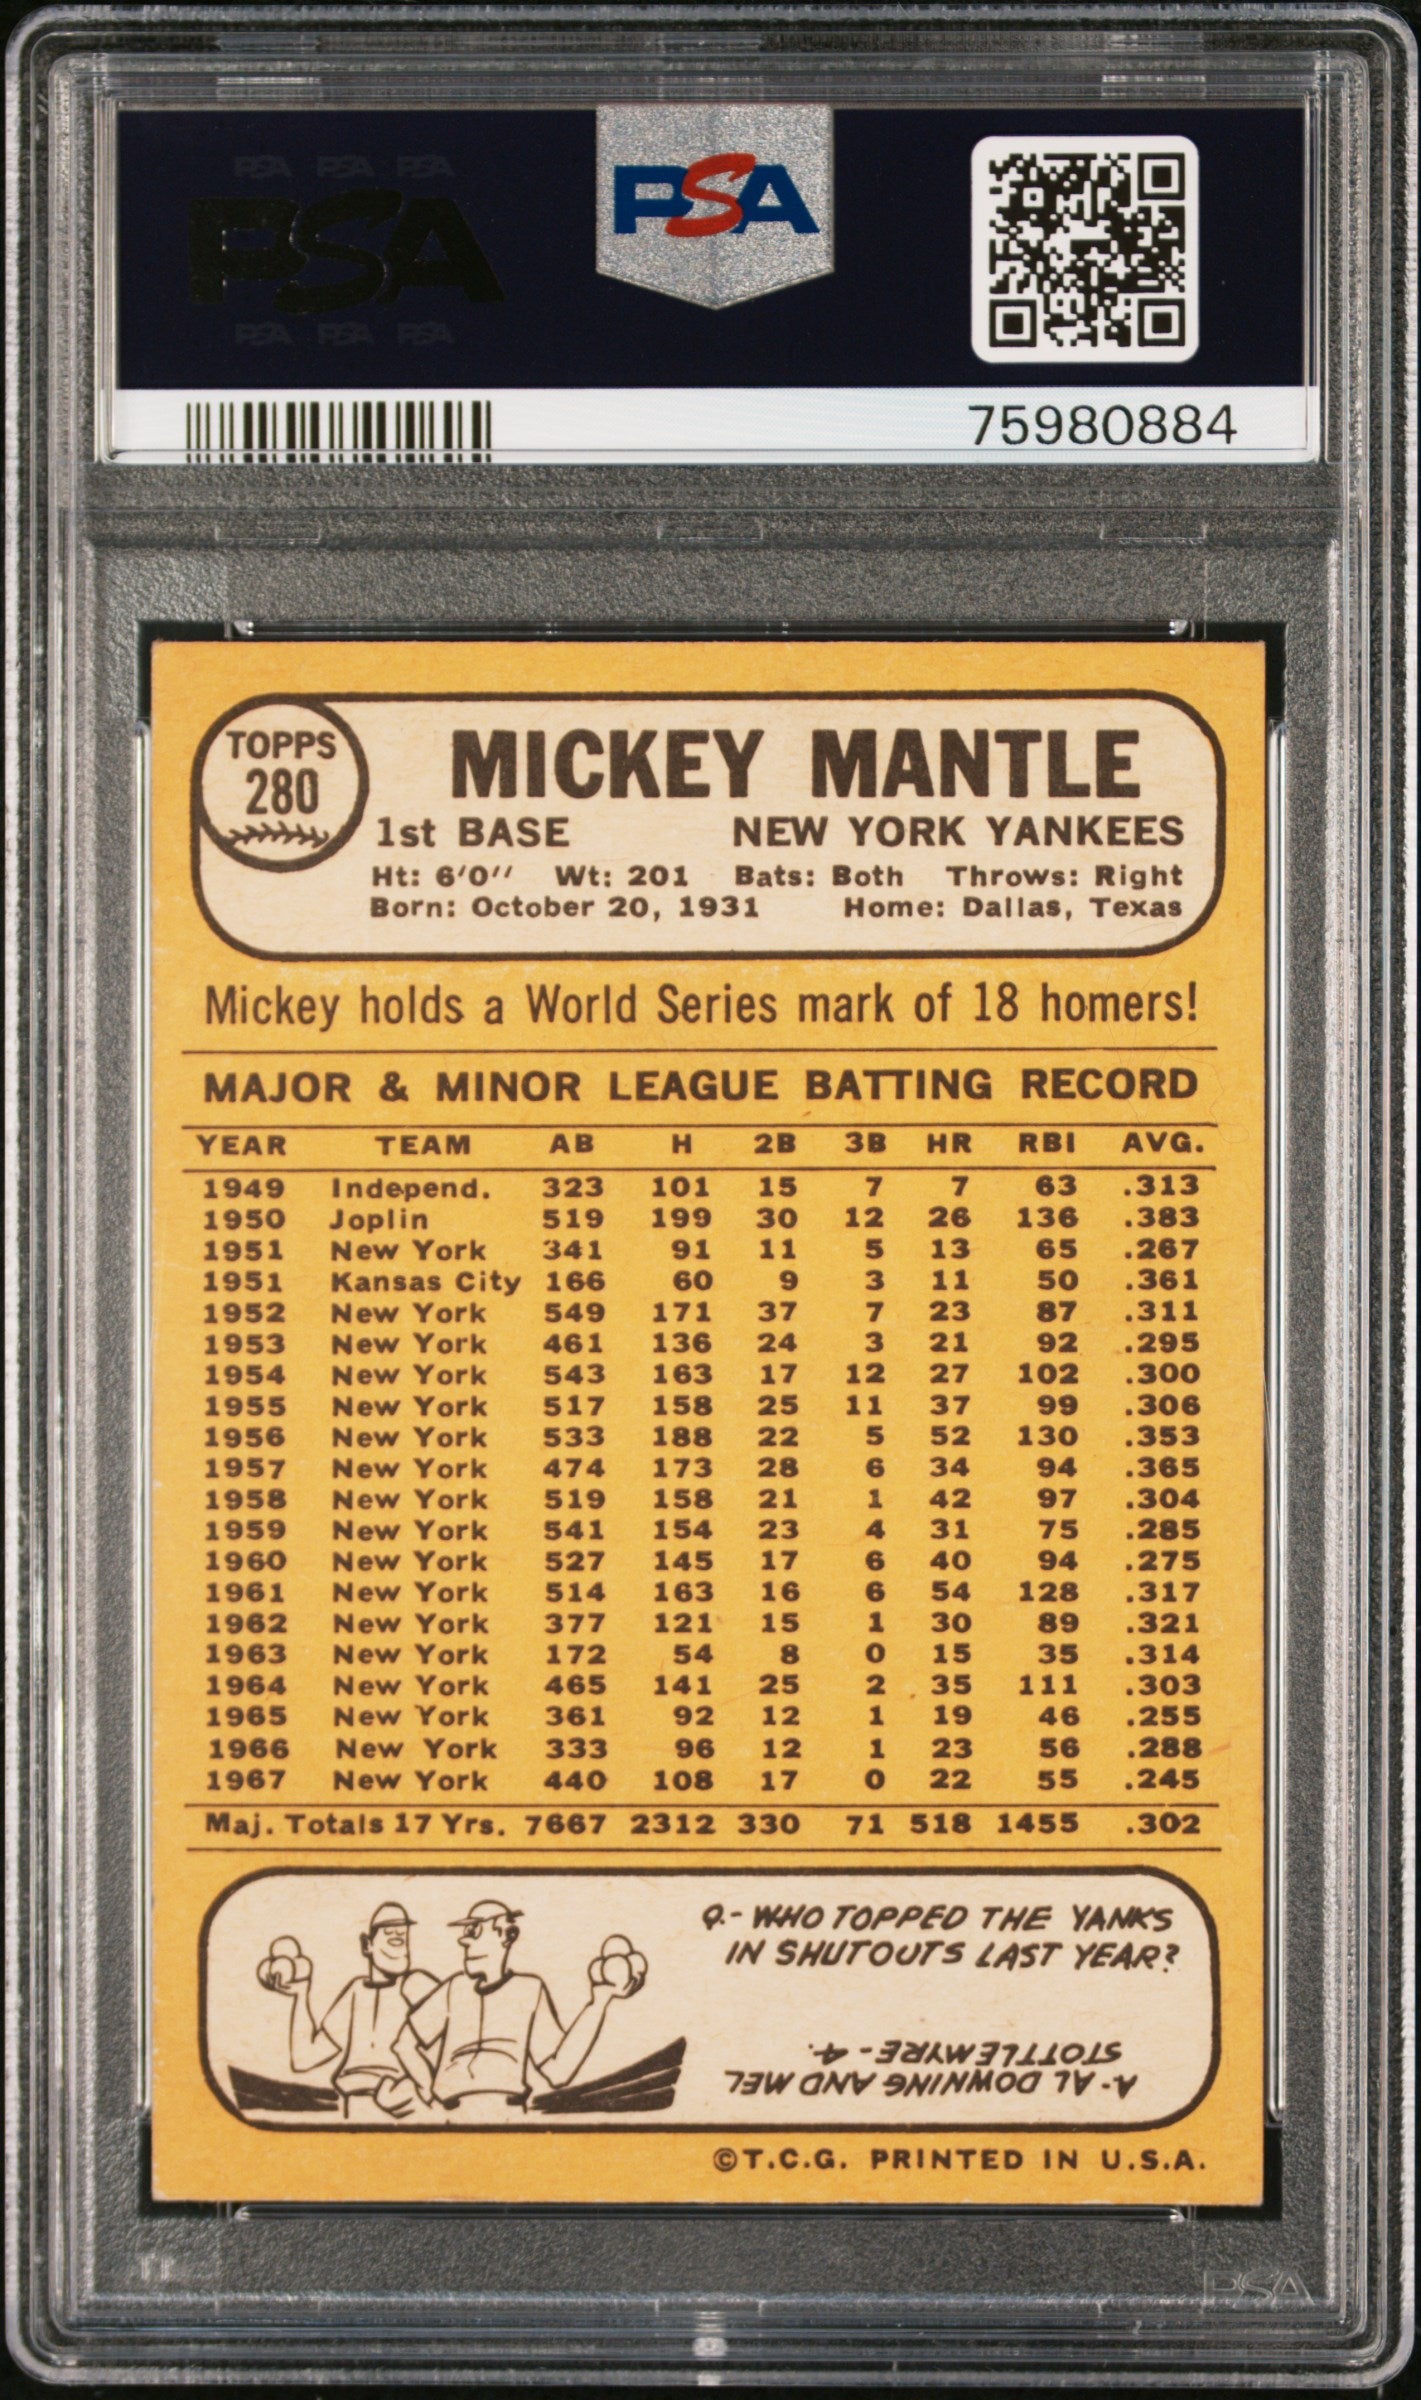 PSA PSA PSA
PSA
PSA PSA PSA
PSA
75980884
TOPPS
280
MICKEY MANTLE
1st BASE NEW YORK YANKEES
Ht: 6'0" Wt: 201 Bats: Both Throws: Right
Born: October 20, 1931 Home: Dallas, Texas
Mickey holds a World Series mark of 18 homers!
MAJOR & MINOR LEAGUE BATTING RECORD
YEAR TEAM AB H 2B 3B HR RBI AVG.
1949 Independ. 323 101 15 7 7 63 .313
1950 Joplin 519 199 30 12 26 136 .383
1951 New York 341 91 11 5 13 65 .267
1951 Kansas City 166 60 9 3 11 50 .361
1952 New York 549 171 37 7 23 87 .311
1953 New York 461 136 24 3 21 92 .295
1954 New York 543 163 17 12 27 102 .300
1955 New York 517 158 25 11 37 99 .306
1956 New York 533 188 22 5 52 130 .353
1957 New York 474 173 28 6 34 94 .365
1958 New York 519 158 21 1 42 97 .304
1959 New York 541 154 23 4 31 75 .285
1960 New York 527 145 17 6 40 94 .275
1961 New York 514 163 16 6 54 128 .317
1962 New York 377 121 15 1 30 89 .321
1963 New York 172 54 8 0 15 35 .314
1964 New York 465 141 25 2 35 111 .303
1965 New York 361 92 12 1 19 46 .255
1966 New York 333 96 12 1 23 56 .288
1967 New York 440 108 17 0 22 55 .245
Maj. Totals 17 Yrs. 7667 2312 330 71 518 1455 .302
Q.- WHO TOPPED THE YANKS
IN SHUTOUTS LAST YEAR?
A- AL DOWNING AND MEL
STOTTLEMYRE - 4.
©T.C.G. PRINTED IN U.S.A.
PSA